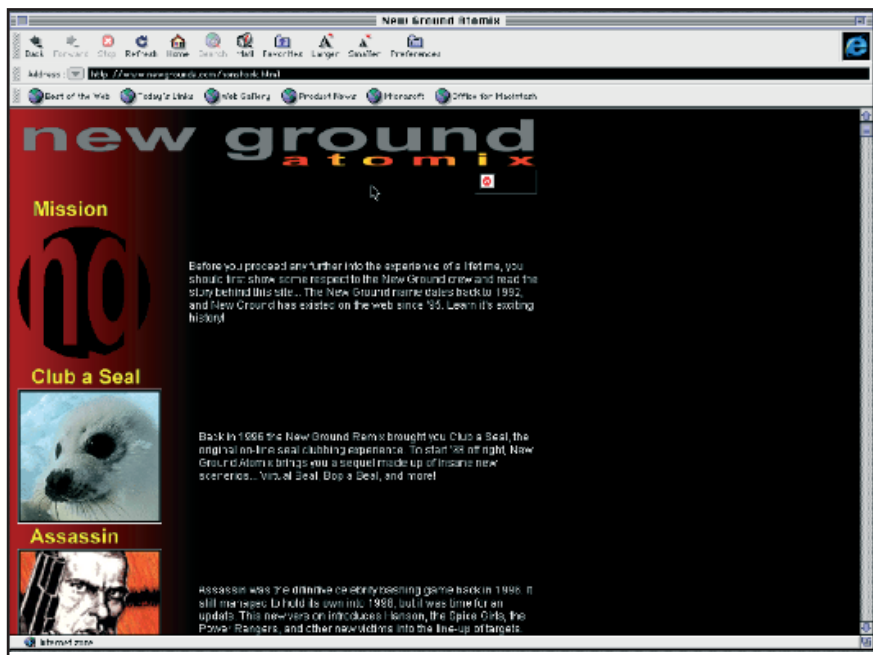 New Ground Atomix
Back Forward Stop Refresh Home Search Mail Favorites Larger Smaller Preferences
Address: http://www.newgrounds.com/
Best of the Web Today's Links Web Gallery Product News Microsoft Office for Macintosh
new ground
atomix
Mission
Before you proceed any further into the experience of a lifetime, you
should first show some respect to the New Ground crew and read the
story behind this site... The New Ground name dates back to 1992,
and New Ground has existed on the web since '95. Learn it's exciting
history!
ng
Club a Seal
Back in 1996 the New Ground Remix brought you Club a Seal, the
original on-line seal clubbing experience. To start '98 off right, New
Ground Atomix brings you a sequel made up of insane new
scenerios... Virtual Seal, Bop a Seal, and more!
Assassin
Assassin was the difinitive celebrity bashing game back in 1996. It
still managed to hold its own into 1998, but it was time for an
update. This new version introduces Hanson, the Spice Girls, the
Power Rangers, and other new victims into the line-up of targets.
Internet zone